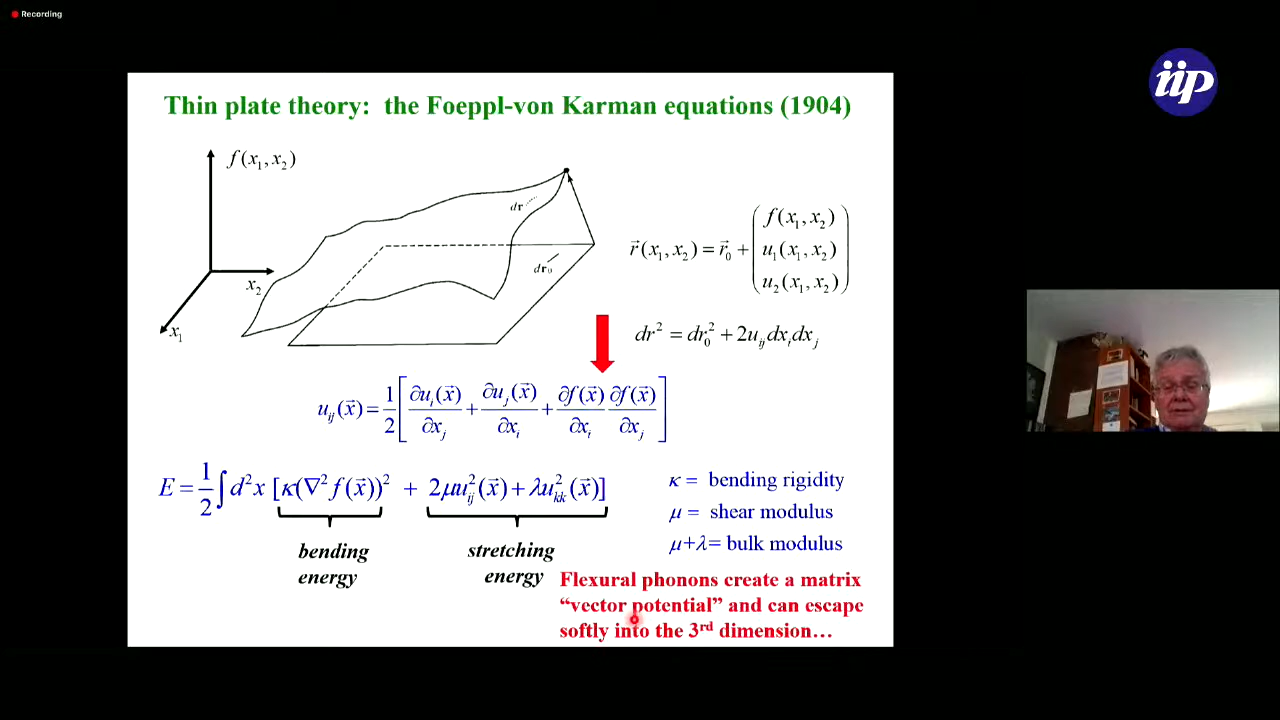 Recording
iip
Thin plate theory: the Foeppl-von Karman equations (1904)
f(x₁,x₂)
dr
dr₀
x₂
x₁
r⃗(x₁,x₂) = r⃗₀ + ( f(x₁,x₂)
u₁(x₁,x₂)
u₂(x₁,x₂) )
dr² = dr₀² + 2u_ij dx_i dx_j
u_ij(x⃗) = 1/2 [ ∂u_i(x⃗)/∂x_j + ∂u_j(x⃗)/∂x_i + ∂f(x⃗)/∂x_i ∂f(x⃗)/∂x_j ]
E = 1/2 ∫ d²x [κ(∇²f(x⃗))² + 2μu²_ij(x⃗) + λu²_kk(x⃗)]
bending
energy
stretching
energy
κ = bending rigidity
μ = shear modulus
μ+λ = bulk modulus
Flexural phonons create a matrix
“vector potential” and can escape
softly into the 3rd dimension…